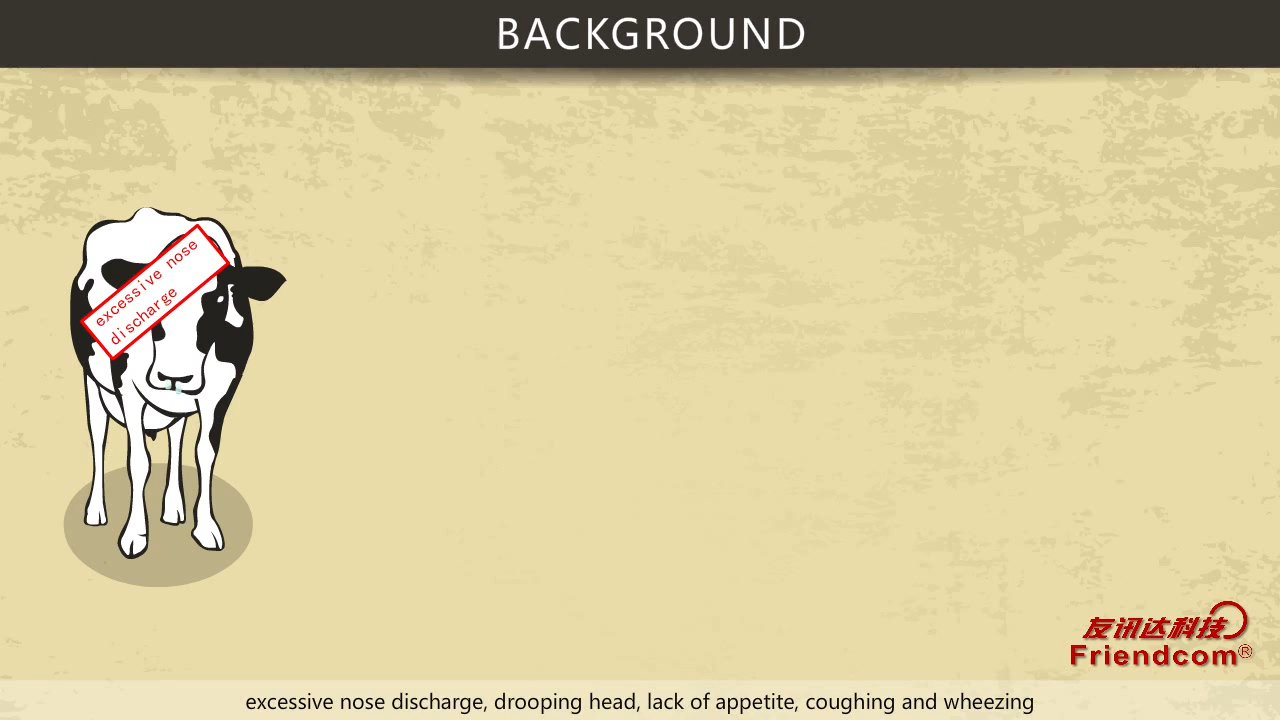 BACKGROUND
excessive nose
discharge
友讯达科技
Friendcom®
excessive nose discharge, drooping head, lack of appetite, coughing and wheezing